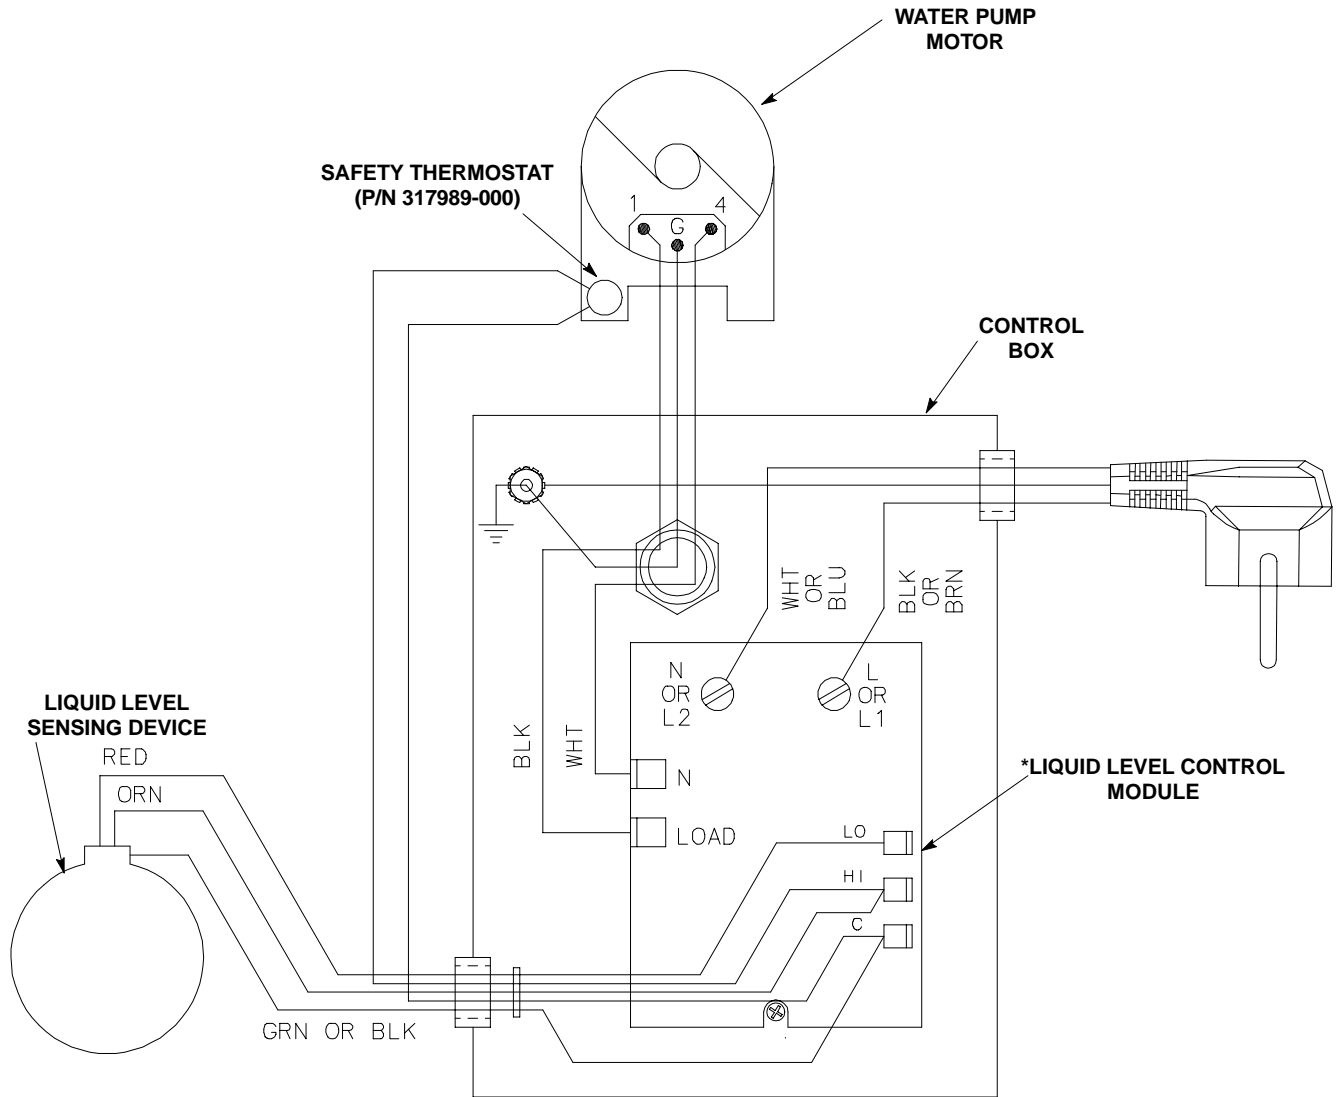 WATER PUMP
MOTOR
SAFETY THERMOSTAT
(P/N 317989-000)
1
G
4
CONTROL
BOX
WHT
OR
BLU
BLK
OR
BRN
N
OR
L2
L
OR
L1
LIQUID LEVEL
SENSING DEVICE
RED
ORN
BLK
WHT
N
LOAD
*LIQUID LEVEL CONTROL
MODULE
LO
HI
C
GRN OR BLK